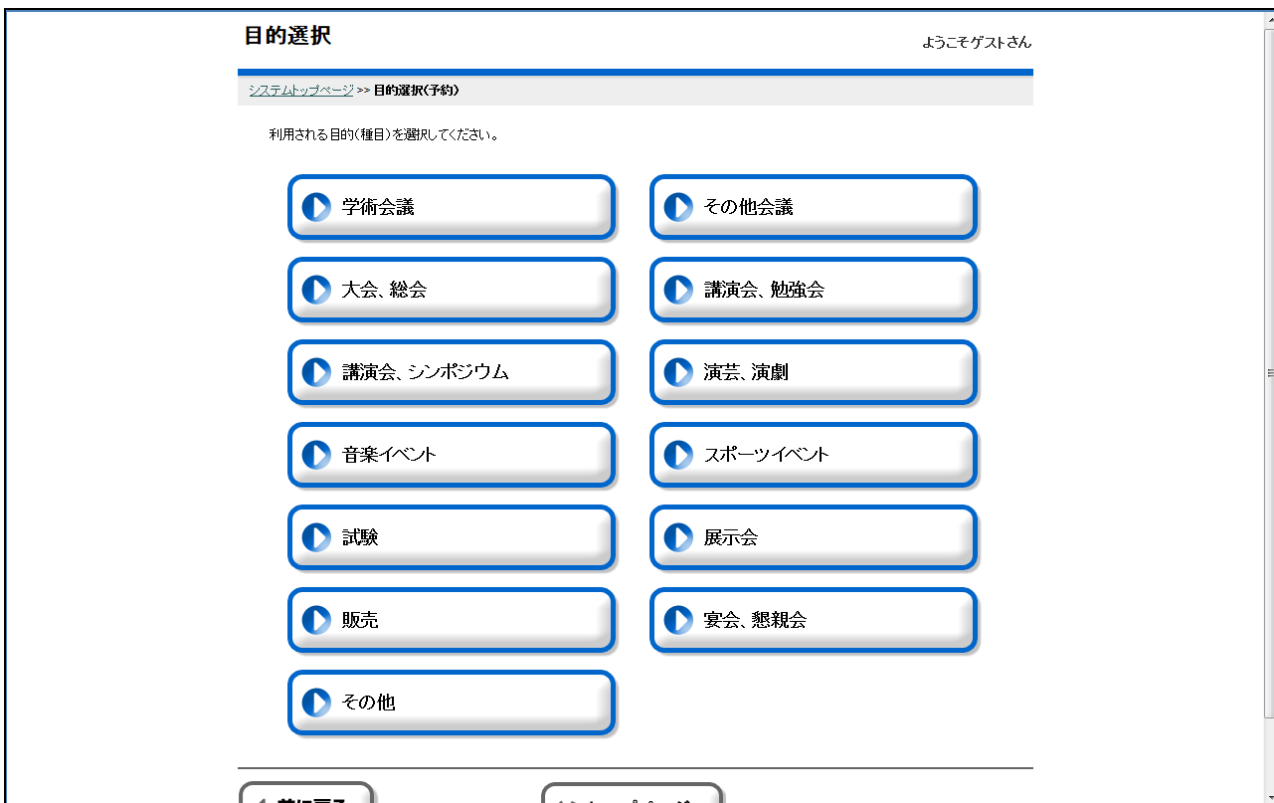 目的選択
ようこそゲストさん
システムトップページ >> 目的選択(予約)
利用される目的(種目)を選択してください。
学術会議
その他会議
大会、総会
講演会、勉強会
講演会、シンポジウム
演芸、演劇
音楽イベント
スポーツイベント
試験
展示会
販売
宴会、懇親会
その他